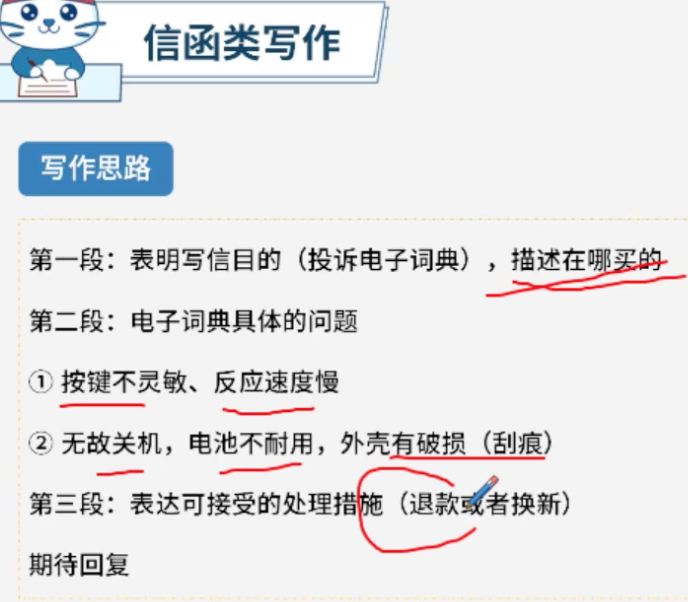 信函类写作
写作思路
第一段：表明写信目的（投诉电子词典），描述在哪买的
第二段：电子词典具体的问题
① 按键不灵敏、反应速度慢
② 无故关机，电池不耐用，外壳有破损（刮痕）
第三段：表达可接受的处理措施（退款或者换新）
期待回复